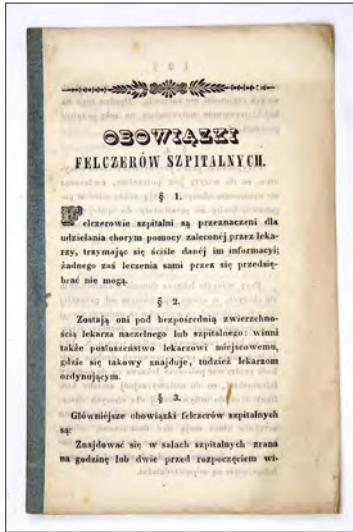 OBOWIĄZKI
FELCZERÓW SZPITALNYCH.
§ 1.
Felczerowie szpitalni są przeznaczeni dla
udzielania chorym pomocy zaleconéj przez leka-
rzy, trzymając się ściśle danéj im informacyi;
żadnego zaś leczenia sami przez się przedsię-
brać nie mogą.
§ 2.
Zostają oni pod bezpośrednią zwierzchno-
ścią lekarza naczelnego lub szpitalnego: winni
także posłuszeństwo lekarzowi miejscowemu,
gdzie się takowy znajduje, tudzież lekarzom
ordynującym.
§ 3.
Główniejsze obowiązki felczerów szpitalnych
są:
Znajdować się w salach szpitalnych zrana
na godzinę lub dwie przed rozpoczęciem wi-